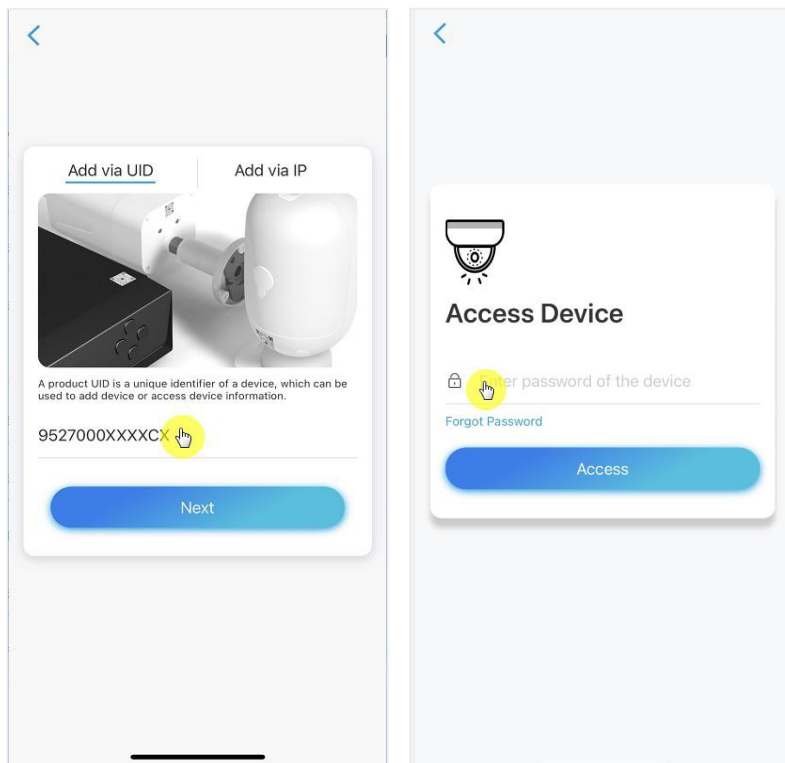 Add via UID
Add via IP
A product UID is a unique identifier of a device, which can be
used to add device or access device information.
9527000XXXXCX
Next
Access Device
Enter password of the device
Forgot Password
Access